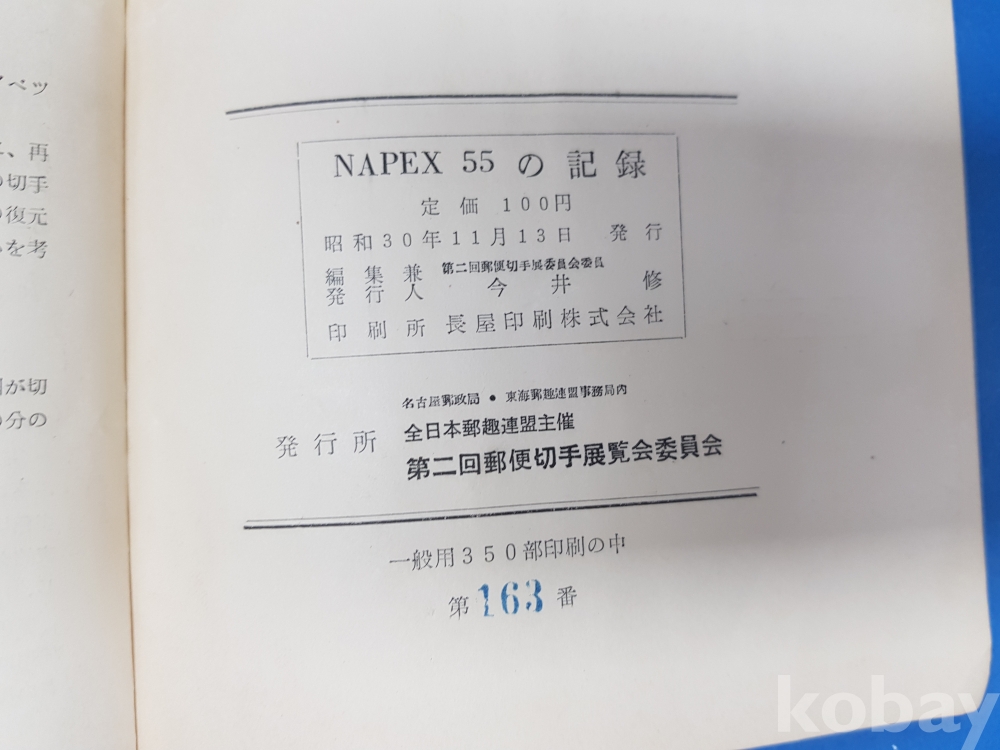 ペツ
、再
切手
復元
を考
が切
分の
NAPEX 55 の記録
定価 100円
昭和30年11月13日 発行
編集兼 第二回郵便切手展委員会委員
発行人 今井 修
印刷所 長屋印刷株式会社
名古屋郵政局・東海郵趣連盟事務局内
発行所 全日本郵趣連盟主催
第二回郵便切手展覧会委員会
一般用350部印刷の中
第163番
kobay